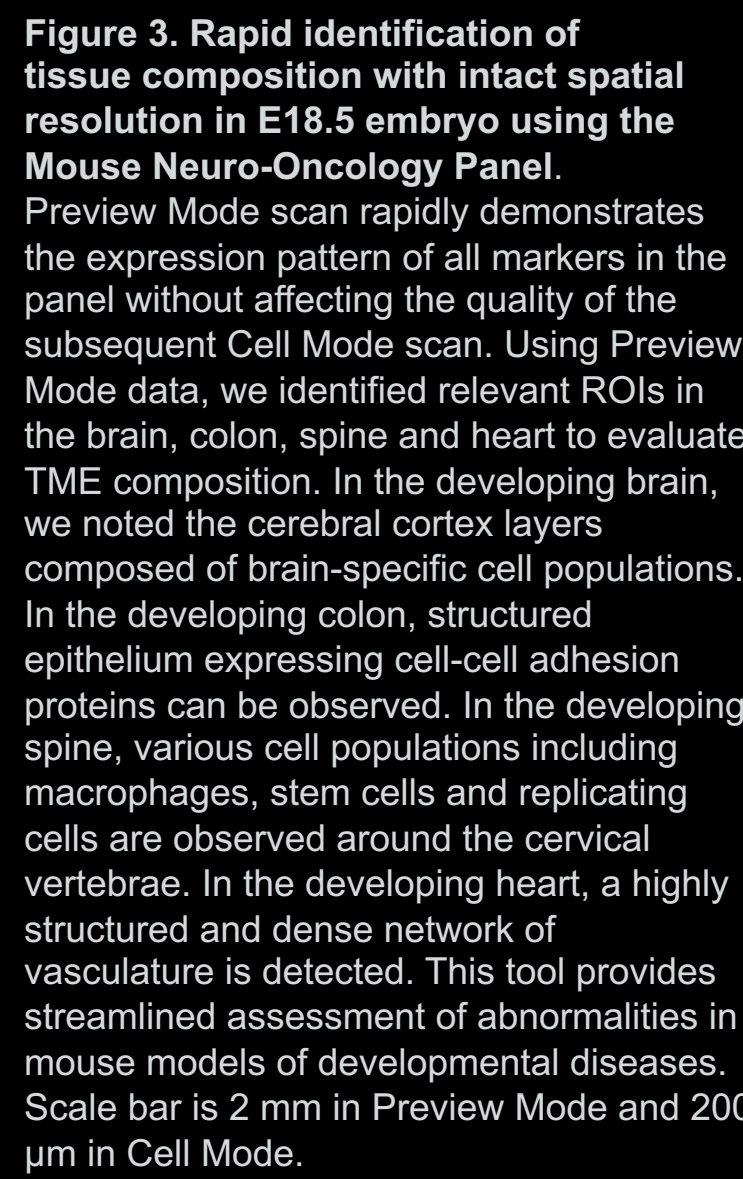 Figure 3. Rapid identification of
tissue composition with intact spatial
resolution in E18.5 embryo using the
Mouse Neuro-Oncology Panel.
Preview Mode scan rapidly demonstrates
the expression pattern of all markers in the
panel without affecting the quality of the
subsequent Cell Mode scan. Using Preview
Mode data, we identified relevant ROIs in
the brain, colon, spine and heart to evaluate
TME composition. In the developing brain,
we noted the cerebral cortex layers
composed of brain-specific cell populations.
In the developing colon, structured
epithelium expressing cell-cell adhesion
proteins can be observed. In the developing
spine, various cell populations including
macrophages, stem cells and replicating
cells are observed around the cervical
vertebrae. In the developing heart, a highly
structured and dense network of
vasculature is detected. This tool provides
streamlined assessment of abnormalities in
mouse models of developmental diseases.
Scale bar is 2 mm in Preview Mode and 200
µm in Cell Mode.